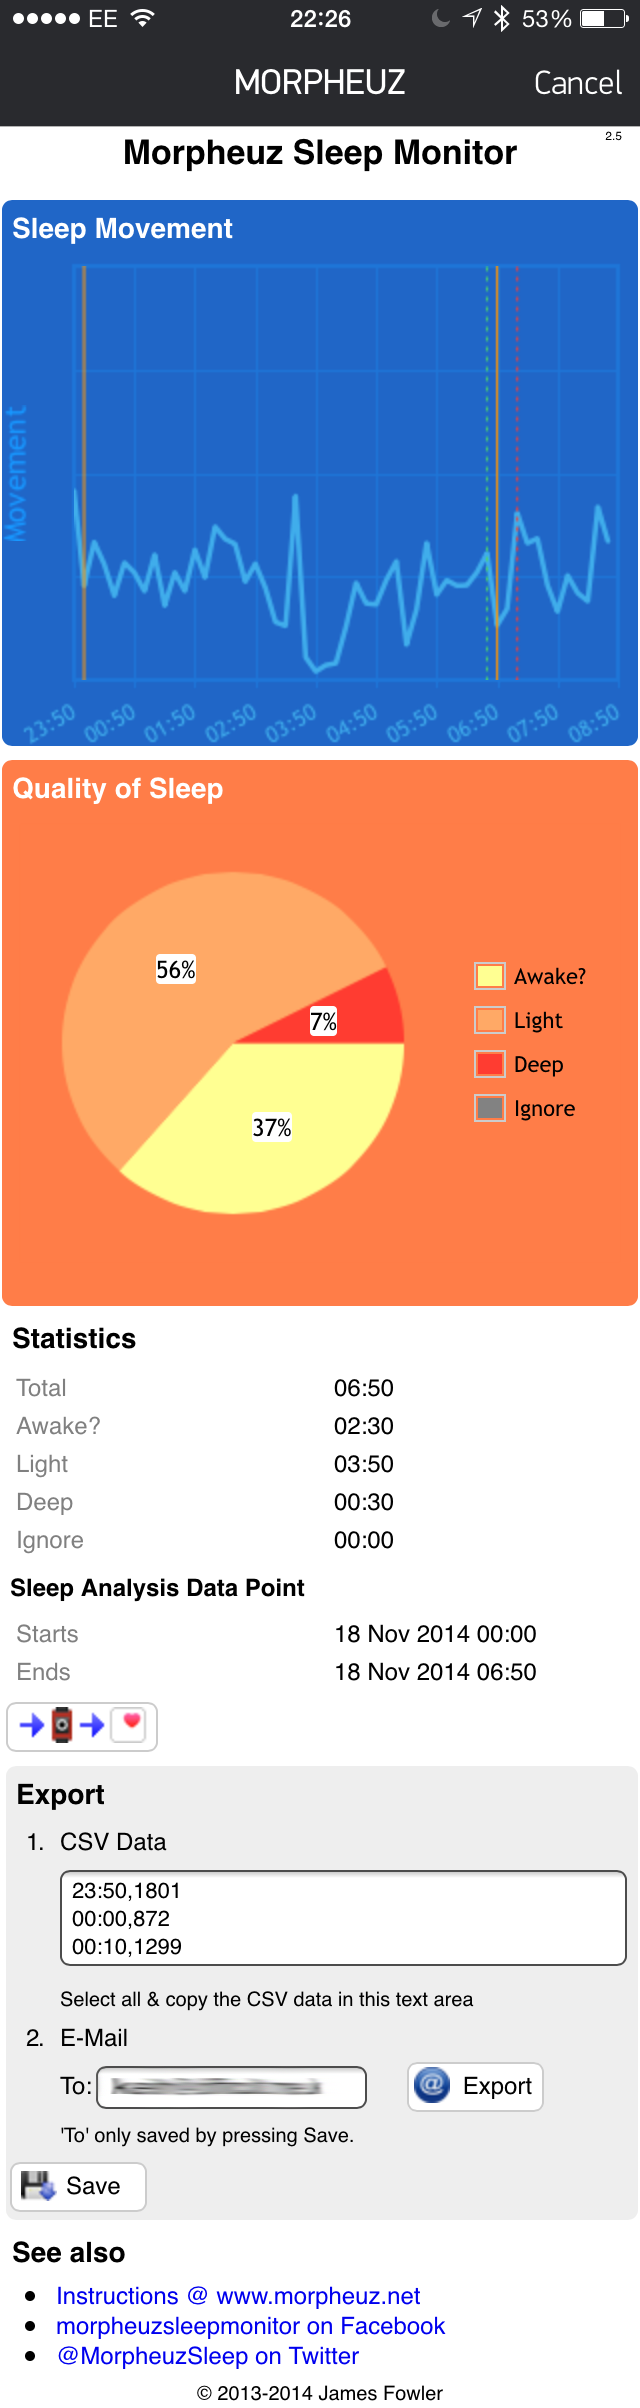 EE 22:26 53%
MORPHEUZ Cancel
2.5
Morpheuz Sleep Monitor
Sleep Movement
Movement
23:50 00:50 01:50 02:50 03:50 04:50 05:50 06:50 07:50 08:50
Quality of Sleep
56%
7%
37%
Awake?
Light
Deep
Ignore
Statistics
Total 06:50
Awake? 02:30
Light 03:50
Deep 00:30
Ignore 00:00
Sleep Analysis Data Point
Starts 18 Nov 2014 00:00
Ends 18 Nov 2014 06:50
Export
1. CSV Data
23:50,1801
00:00,872
00:10,1299
Select all & copy the CSV data in this text area
2. E-Mail
To: @ Export
'To' only saved by pressing Save.
Save
See also
Instructions @ www.morpheuz.net
morpheuzsleepmonitor on Facebook
@MorpheuzSleep on Twitter
© 2013-2014 James Fowler